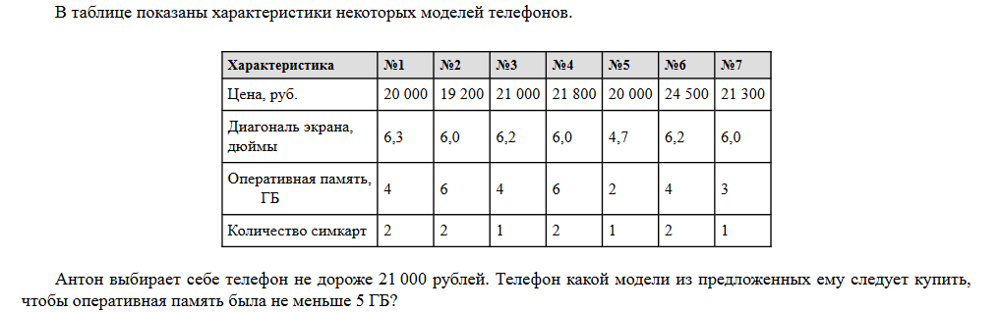 В таблице показаны характеристики некоторых моделей телефонов.
Характеристика №1 №2 №3 №4 №5 №6 №7
Цена, руб. 20 000 19 200 21 000 21 800 20 000 24 500 21 300
Диагональ экрана,
дюймы 6,3 6,0 6,2 6,0 4,7 6,2 6,0
Оперативная память,
ГБ 4 6 4 6 2 4 3
Количество симкарт 2 2 1 2 1 2 1
Антон выбирает себе телефон не дороже 21 000 рублей. Телефон какой модели из предложенных ему следует купить,
чтобы оперативная память была не меньше 5 ГБ?